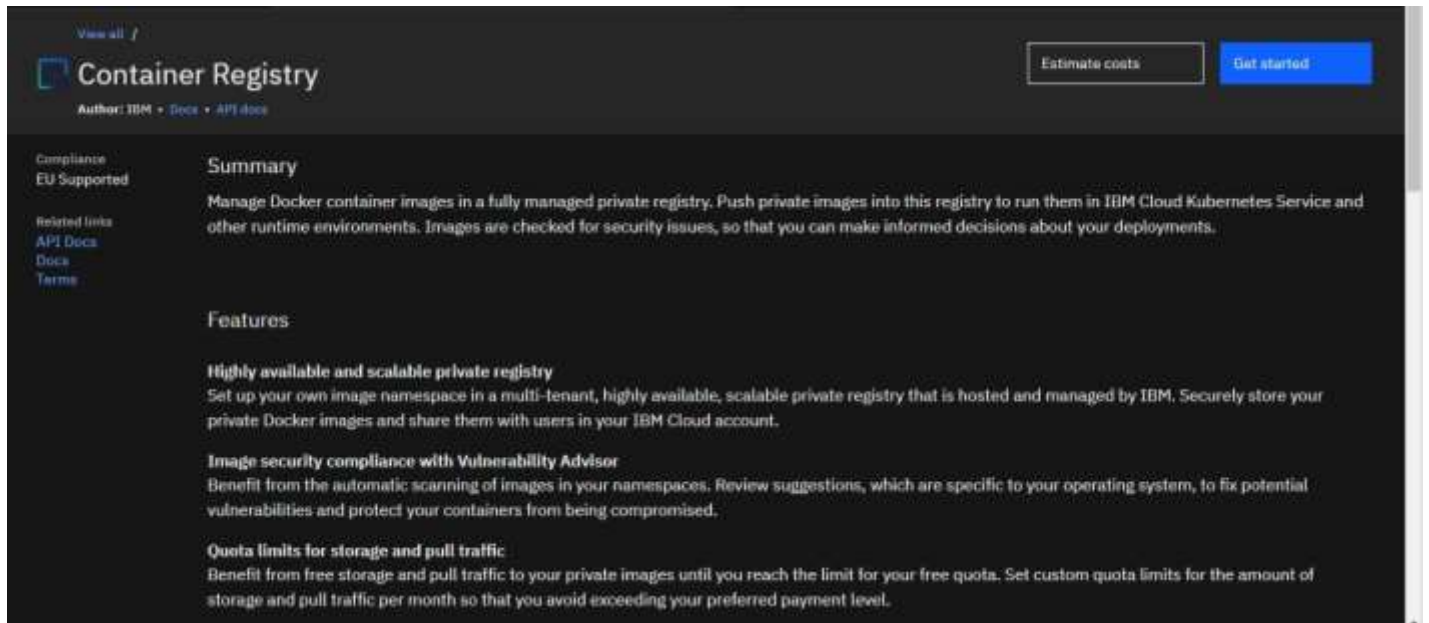 View all /
Container Registry
Author: IBM • Docs • API docs
Estimate costs
Get started
Compliance
EU Supported
Related links
API Docs
Docs
Terms
Summary
Manage Docker container images in a fully managed private registry. Push private images into this registry to run them in IBM Cloud Kubernetes Service and
other runtime environments. Images are checked for security issues, so that you can make informed decisions about your deployments.
Features
Highly available and scalable private registry
Set up your own image namespace in a multi-tenant, highly available, scalable private registry that is hosted and managed by IBM. Securely store your
private Docker images and share them with users in your IBM Cloud account.
Image security compliance with Vulnerability Advisor
Benefit from the automatic scanning of images in your namespaces. Review suggestions, which are specific to your operating system, to fix potential
vulnerabilities and protect your containers from being compromised.
Quota limits for storage and pull traffic
Benefit from free storage and pull traffic to your private images until you reach the limit for your free quota. Set custom quota limits for the amount of
storage and pull traffic per month so that you avoid exceeding your preferred payment level.